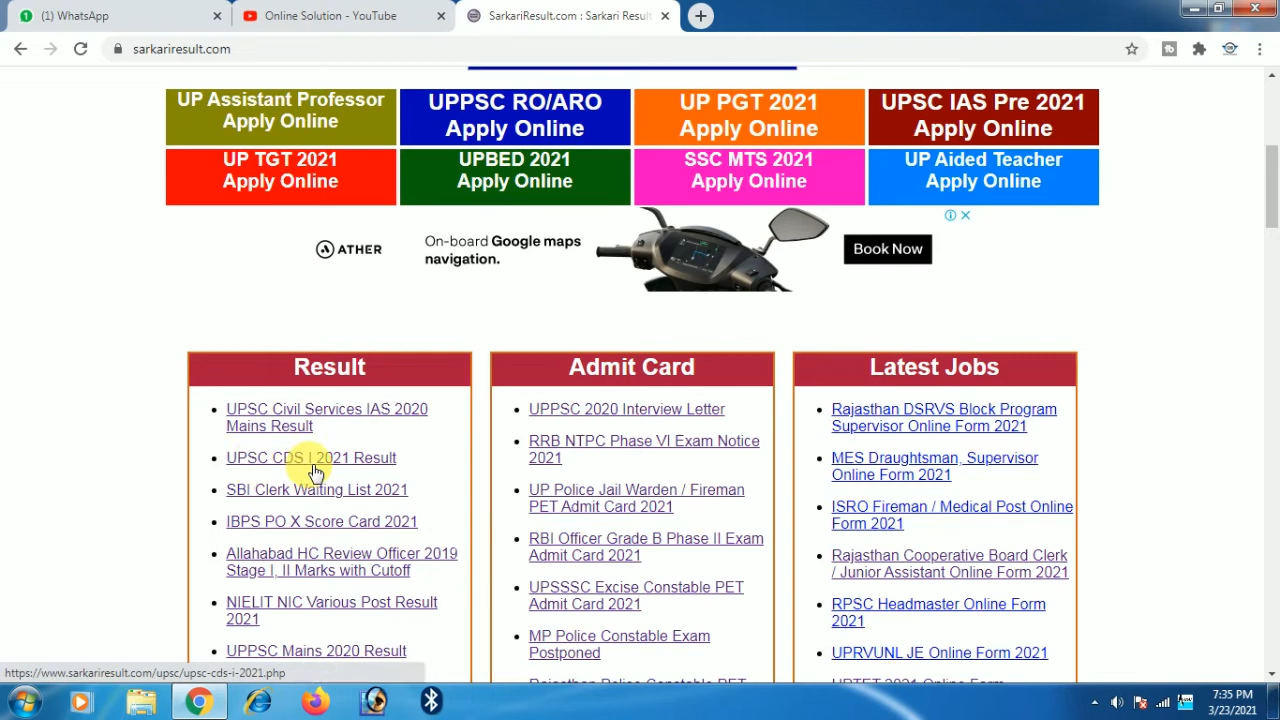 (1) WhatsApp
Online Solution - YouTube
SarkariResult.com : Sarkari Result
sarkariresult.com
UP Assistant Professor
Apply Online
UPPSC RO/ARO
Apply Online
UP PGT 2021
Apply Online
UPSC IAS Pre 2021
Apply Online
UP TGT 2021
Apply Online
UPBED 2021
Apply Online
SSC MTS 2021
Apply Online
UP Aided Teacher
Apply Online
ATHER
On-board Google maps
navigation.
Book Now
Result
UPSC Civil Services IAS 2020
Mains Result
UPSC CDS I 2021 Result
SBI Clerk Waiting List 2021
IBPS PO X Score Card 2021
Allahabad HC Review Officer 2019
Stage I, II Marks with Cutoff
NIELIT NIC Various Post Result
2021
UPPSC Mains 2020 Result
Admit Card
UPPSC 2020 Interview Letter
RRB NTPC Phase VI Exam Notice
2021
UP Police Jail Warden / Fireman
PET Admit Card 2021
RBI Officer Grade B Phase II Exam
Admit Card 2021
UPSSSC Excise Constable PET
Admit Card 2021
MP Police Constable Exam
Postponed
Rajasthan Police Constable PET
Latest Jobs
Rajasthan DSRVS Block Program
Supervisor Online Form 2021
MES Draughtsman, Supervisor
Online Form 2021
ISRO Fireman / Medical Post Online
Form 2021
Rajasthan Cooperative Board Clerk
/ Junior Assistant Online Form 2021
RPSC Headmaster Online Form
2021
UPRVUNL JE Online Form 2021
UPTET 2021 Online Form
https://www.sarkariresult.com/upsc/upsc-cds-i-2021.php
7:35 PM
3/23/2021